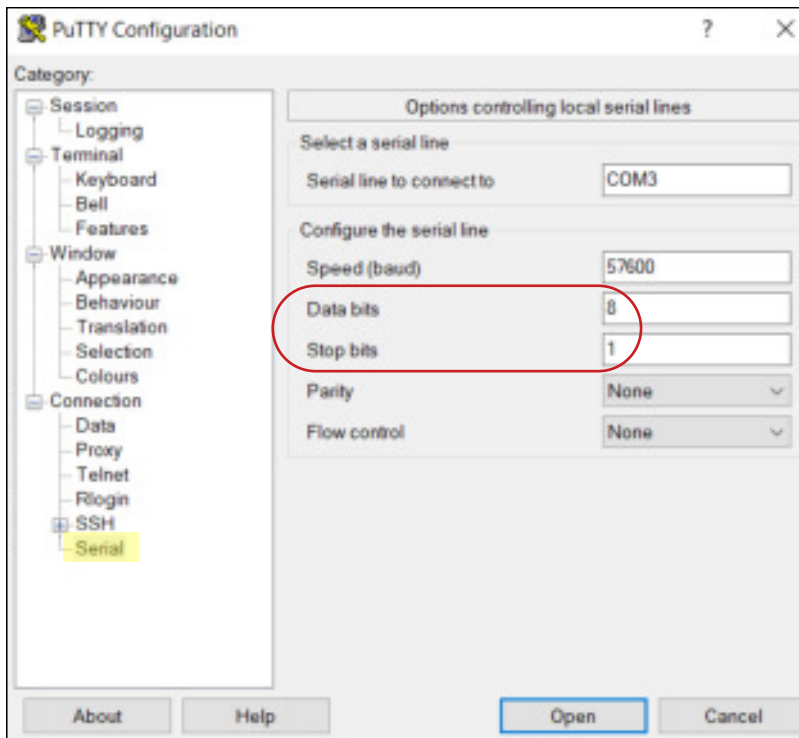 PuTTY Configuration ? ×
Category:
Session
Logging
Terminal
Keyboard
Bell
Features
Window
Appearance
Behaviour
Translation
Selection
Colours
Connection
Data
Proxy
Telnet
Rlogin
SSH
Serial
Options controlling local serial lines
Select a serial line
Serial line to connect to COM3
Configure the serial line
Speed (baud) 57600
Data bits 8
Stop bits 1
Parity None
Flow control None
About Help Open Cancel